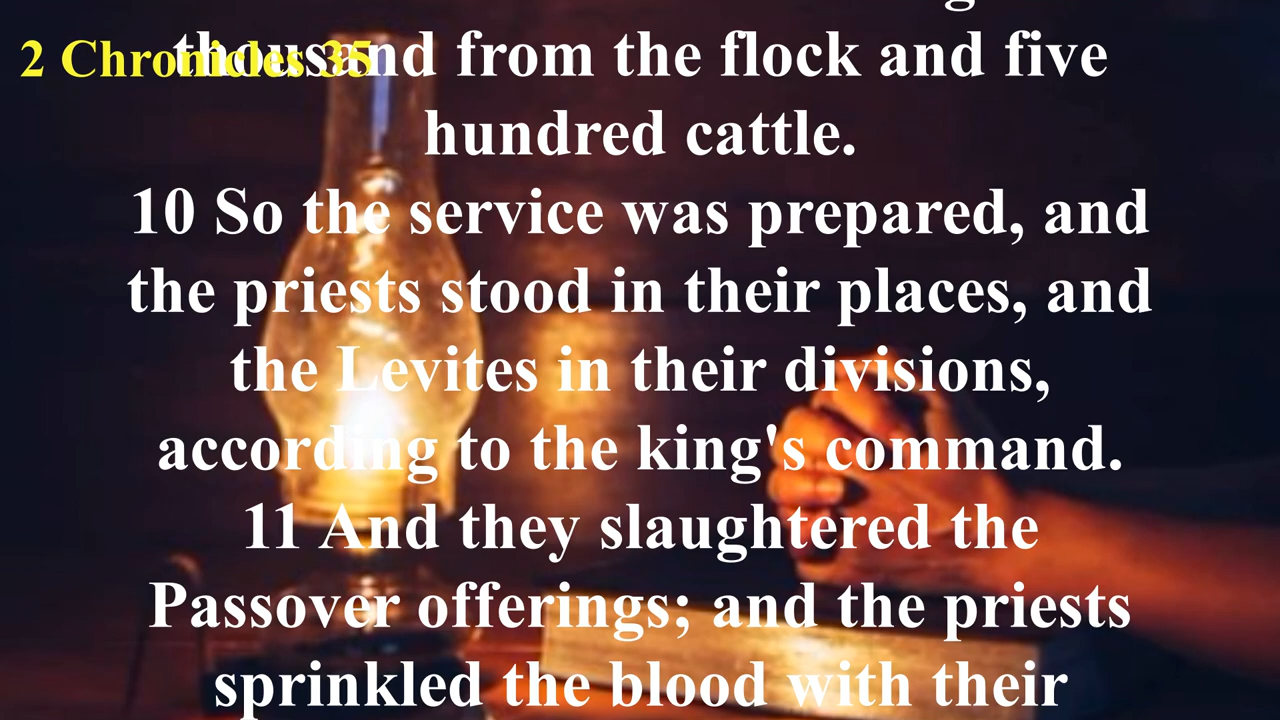 2 Chronicles 35
thousand from the flock and five
hundred cattle.
10 So the service was prepared, and
the priests stood in their places, and
the Levites in their divisions,
according to the king's command.
11 And they slaughtered the
Passover offerings; and the priests
sprinkled the blood with their